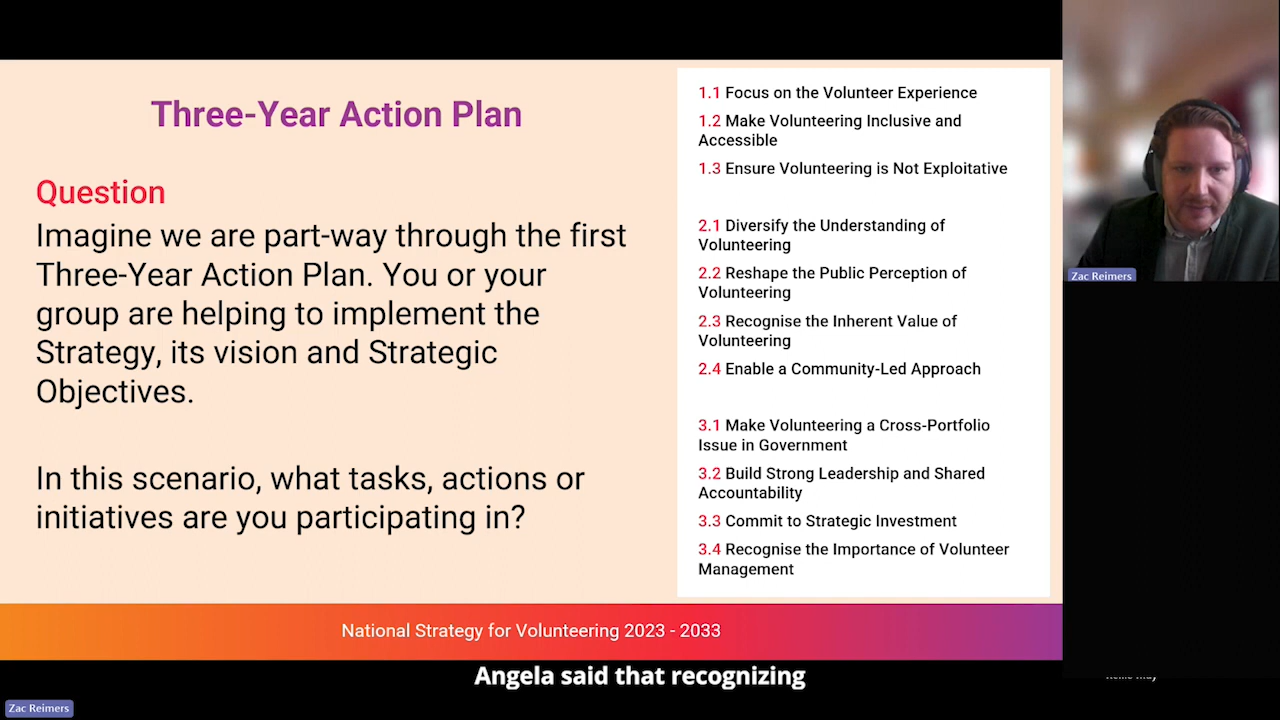 Three-Year Action Plan
Question
Imagine we are part-way through the first
Three-Year Action Plan. You or your
group are helping to implement the
Strategy, its vision and Strategic
Objectives.
In this scenario, what tasks, actions or
initiatives are you participating in?
1.1 Focus on the Volunteer Experience
1.2 Make Volunteering Inclusive and
Accessible
1.3 Ensure Volunteering is Not Exploitative
2.1 Diversify the Understanding of
Volunteering
2.2 Reshape the Public Perception of
Volunteering
2.3 Recognise the Inherent Value of
Volunteering
2.4 Enable a Community-Led Approach
3.1 Make Volunteering a Cross-Portfolio
Issue in Government
3.2 Build Strong Leadership and Shared
Accountability
3.3 Commit to Strategic Investment
3.4 Recognise the Importance of Volunteer
Management
Zac Reimers
National Strategy for Volunteering 2023 - 2033
Angela said that recognizing
Zac Reimers